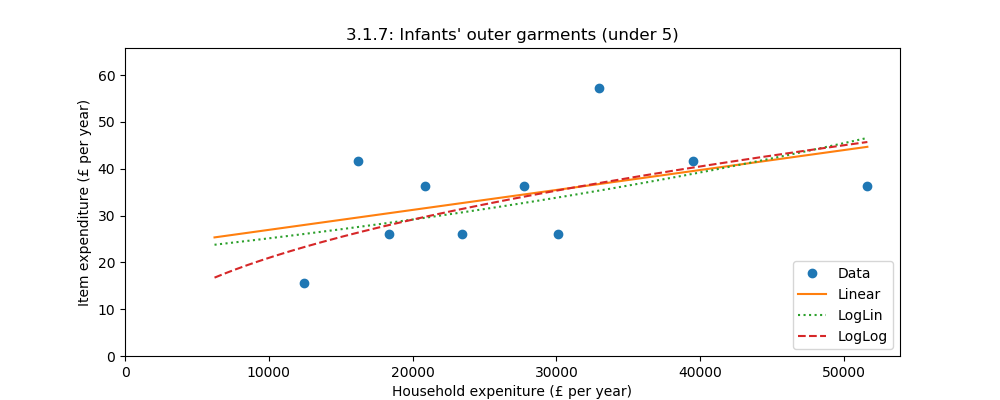 3.1.7: Infants' outer garments (under 5)
Item expenditure (£ per year)
60
50
40
30
20
10
0
0 10000 20000 30000 40000 50000
Household expeniture (£ per year)
Data
Linear
LogLin
LogLog